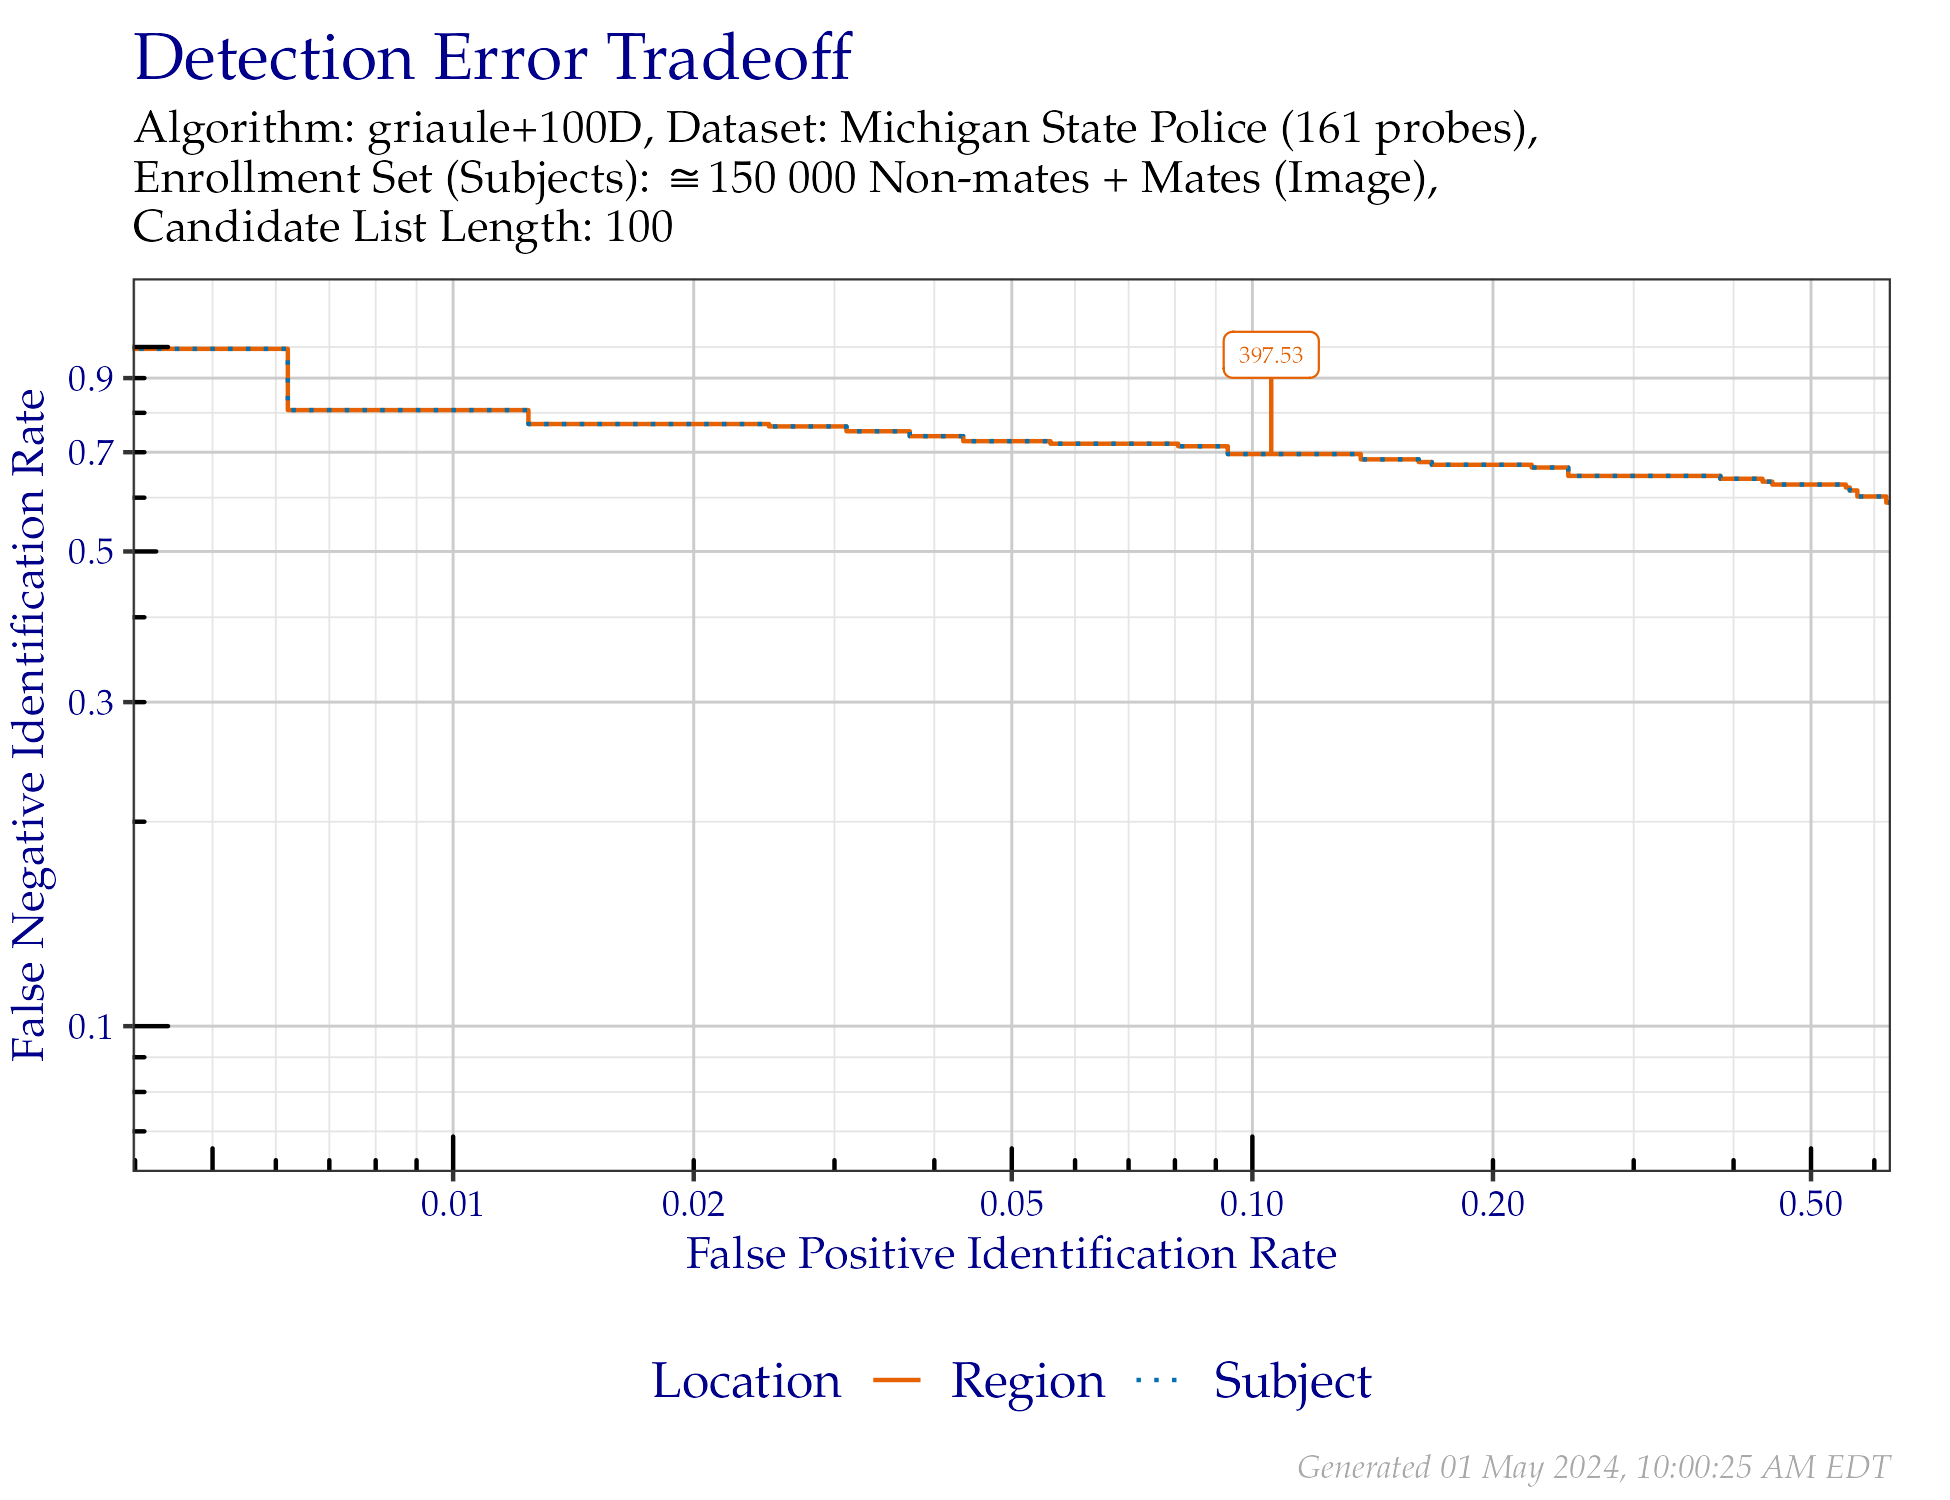 Detection Error Tradeoff
Algorithm: griaule+100D, Dataset: Michigan State Police (161 probes),
Enrollment Set (Subjects): ≅ 150 000 Non-mates + Mates (Image),
Candidate List Length: 100
397.53
0.9
0.7
0.5
0.3
0.1
False Negative Identification Rate
0.01 0.02 0.05 0.10 0.20 0.50
False Positive Identification Rate
Location Region Subject
Generated 01 May 2024, 10:00:25 AM EDT